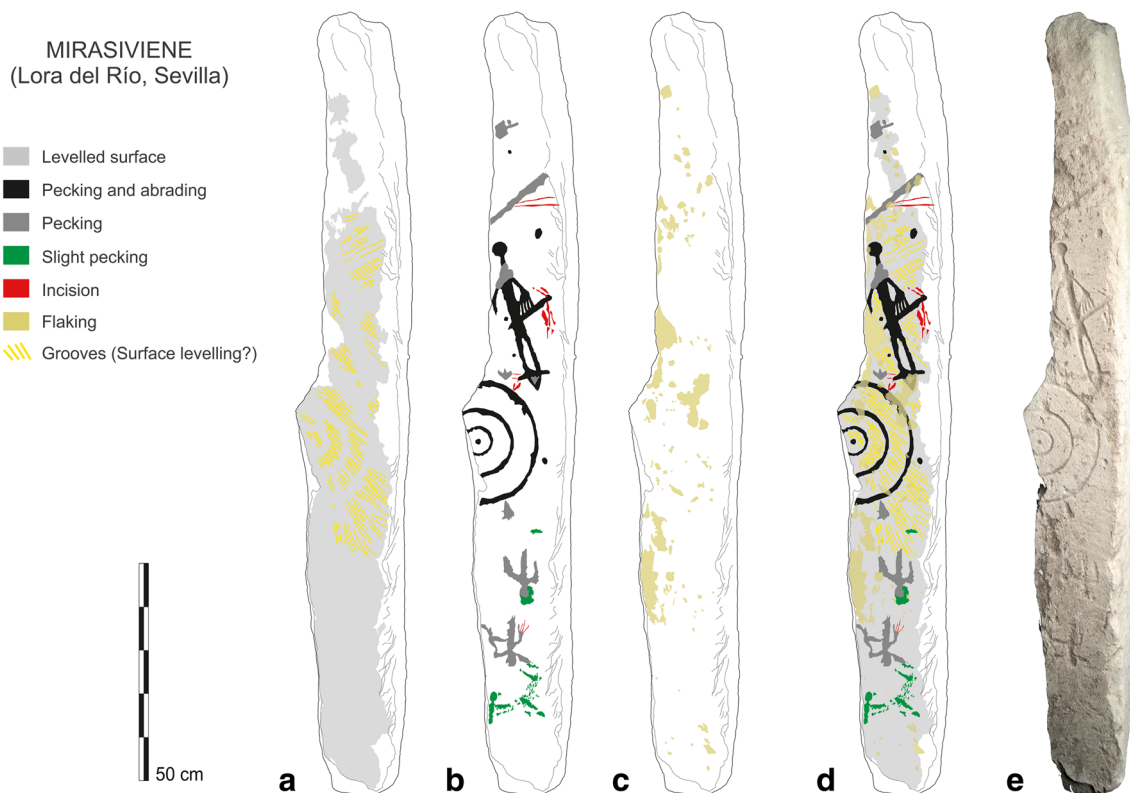 MIRASIVIENE
(Lora del Río, Sevilla)
Levelled surface
Pecking and abrading
Pecking
Slight pecking
Incision
Flaking
Grooves (Surface levelling?)
50 cm
a
b
c
d
e